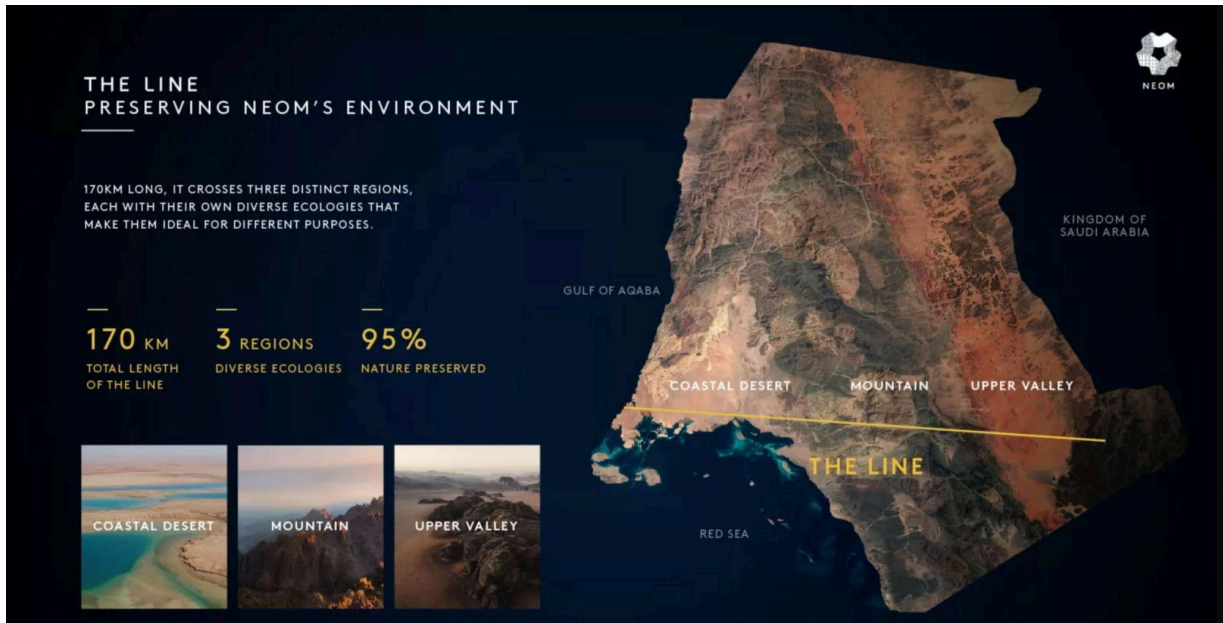 THE LINE
PRESERVING NEOM'S ENVIRONMENT
170KM LONG, IT CROSSES THREE DISTINCT REGIONS,
EACH WITH THEIR OWN DIVERSE ECOLOGIES THAT
MAKE THEM IDEAL FOR DIFFERENT PURPOSES.
170 KM
TOTAL LENGTH
OF THE LINE
3 REGIONS
DIVERSE ECOLOGIES
95%
NATURE PRESERVED
COASTAL DESERT
MOUNTAIN
UPPER VALLEY
NEOM
KINGDOM OF
SAUDI ARABIA
GULF OF AQABA
COASTAL DESERT
MOUNTAIN
UPPER VALLEY
THE LINE
RED SEA